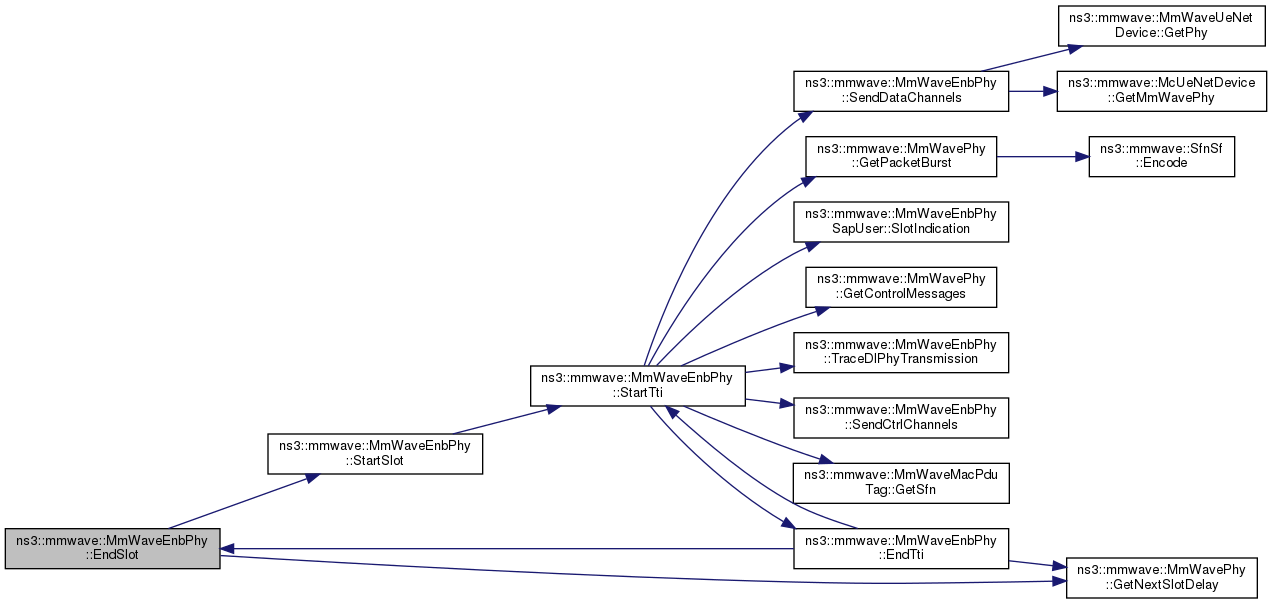 ns3::mmwave::MmWaveUeNet
Device::GetPhy
ns3::mmwave::MmWaveEnbPhy
::SendDataChannels
ns3::mmwave::McUeNetDevice
::GetMmWavePhy
ns3::mmwave::MmWavePhy
::GetPacketBurst
ns3::mmwave::SfnSf
::Encode
ns3::mmwave::MmWaveEnbPhy
SapUser::SlotIndication
ns3::mmwave::MmWavePhy
::GetControlMessages
ns3::mmwave::MmWaveEnbPhy
::TraceDlPhyTransmission
ns3::mmwave::MmWaveEnbPhy
::StartTti
ns3::mmwave::MmWaveEnbPhy
::SendCtrlChannels
ns3::mmwave::MmWaveEnbPhy
::StartSlot
ns3::mmwave::MmWaveMacPdu
Tag::GetSfn
ns3::mmwave::MmWaveEnbPhy
::EndSlot
ns3::mmwave::MmWaveEnbPhy
::EndTti
ns3::mmwave::MmWavePhy
::GetNextSlotDelay